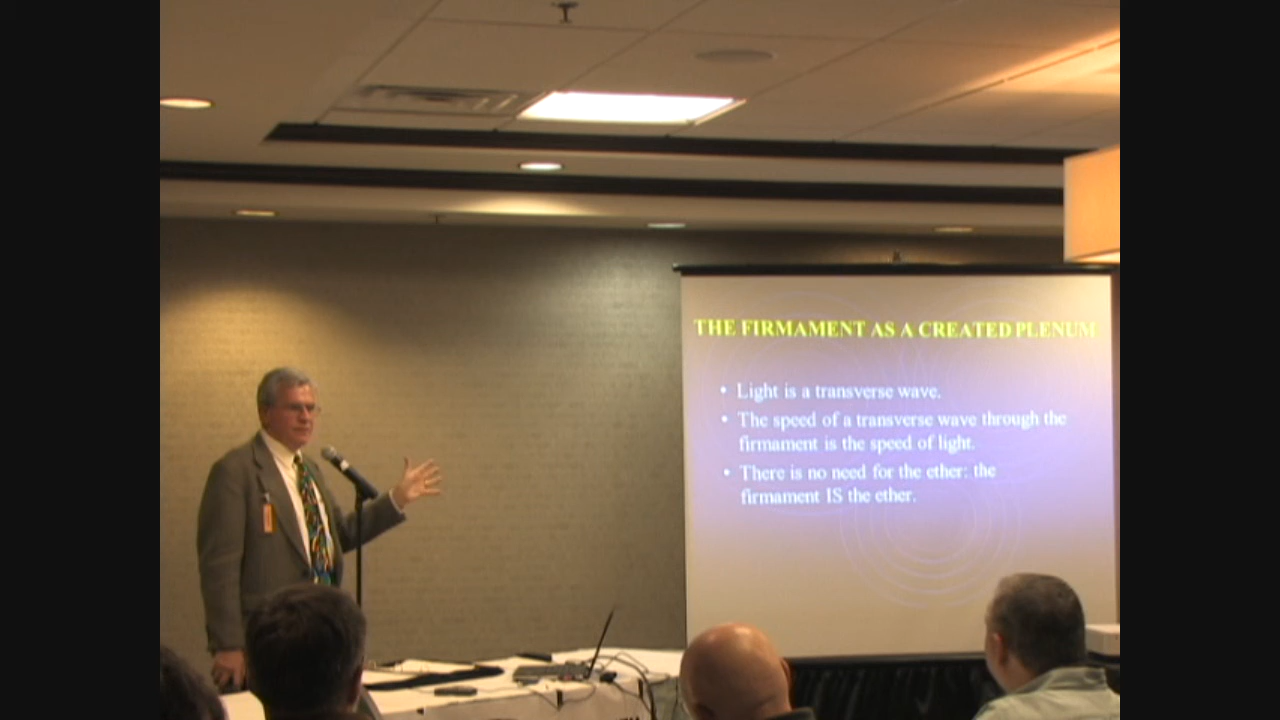 THE FIRMAMENT AS A CREATED PLENUM
• Light is a transverse wave.
• The speed of a transverse wave through the
firmament is the speed of light.
• There is no need for the ether: the
firmament IS the ether.